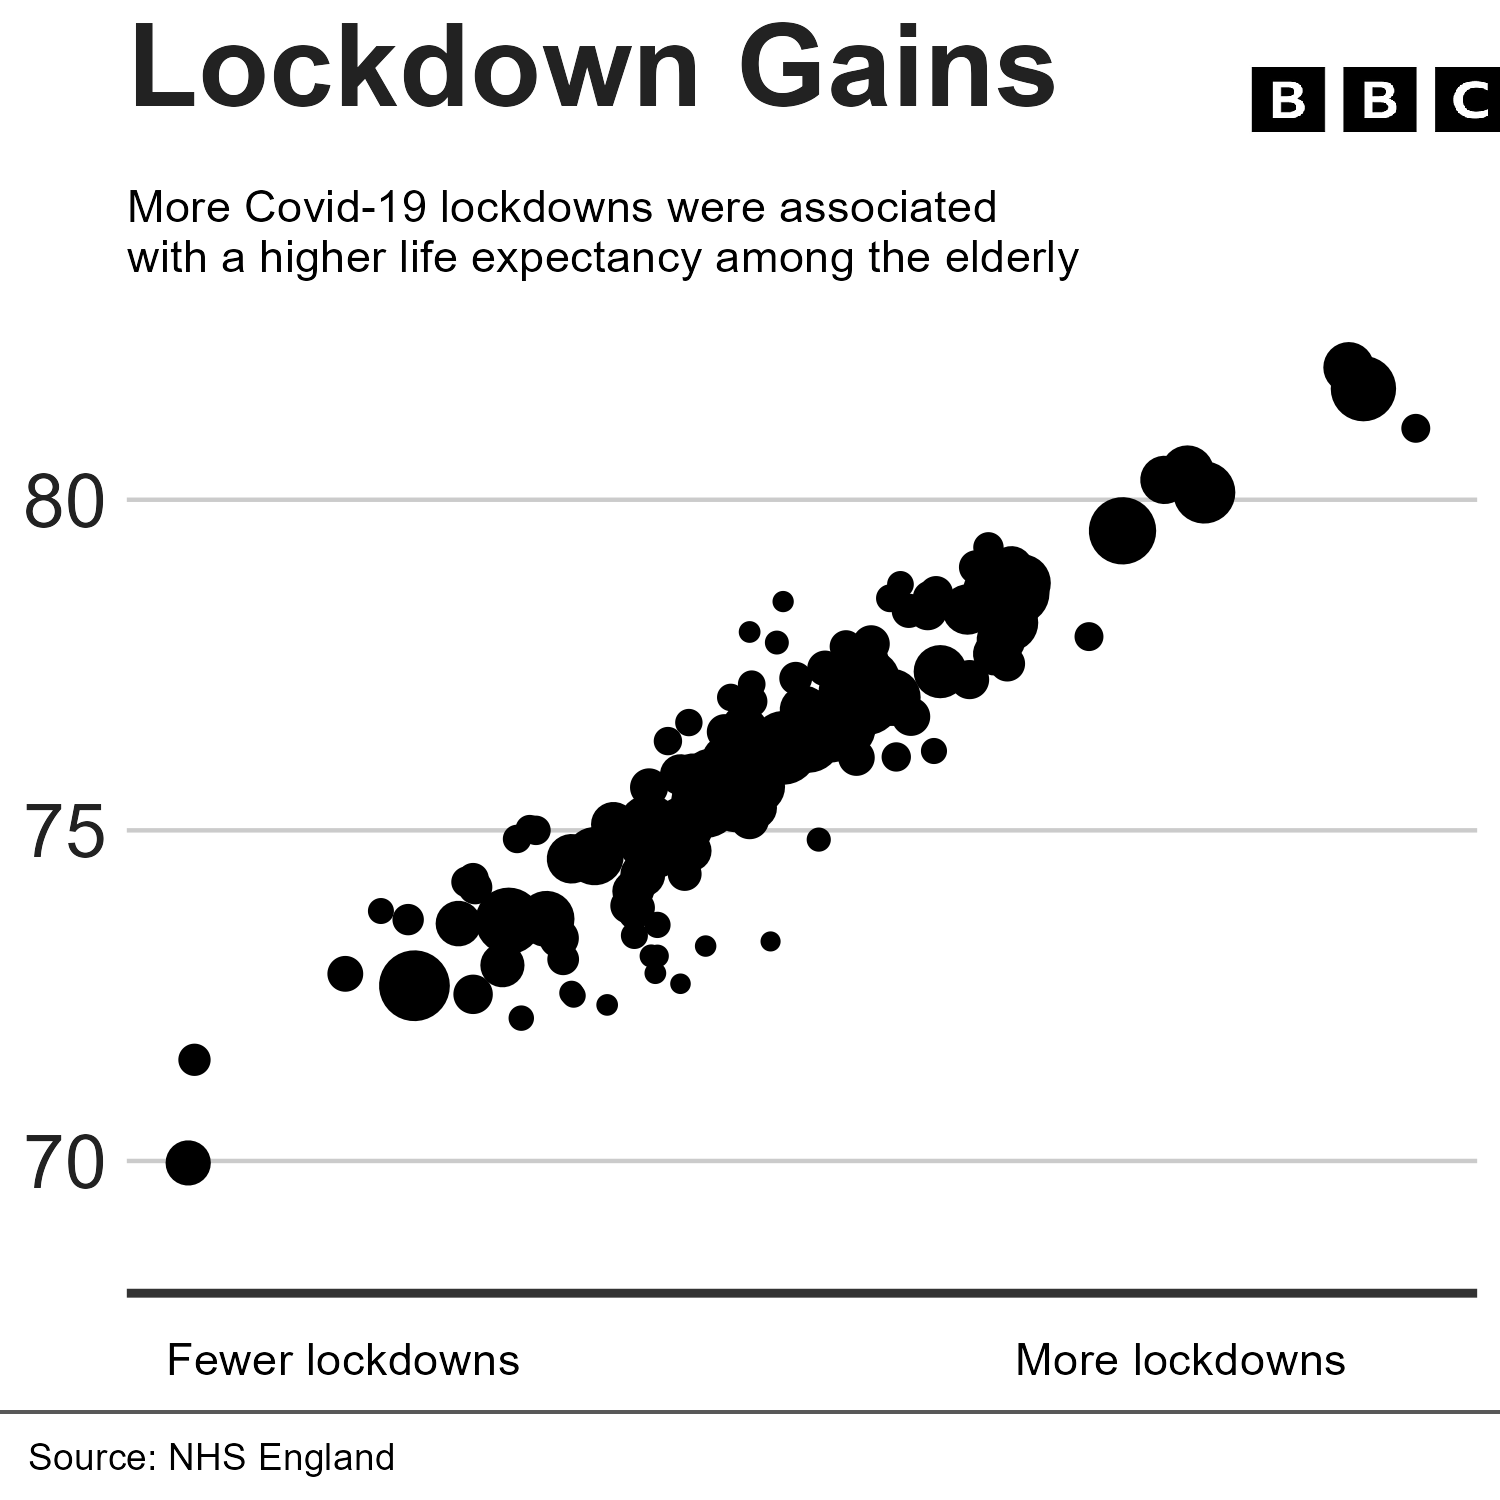 Lockdown Gains
BBC
More Covid-19 lockdowns were associated
with a higher life expectancy among the elderly
80
75
70
Fewer lockdowns More lockdowns
Source: NHS England